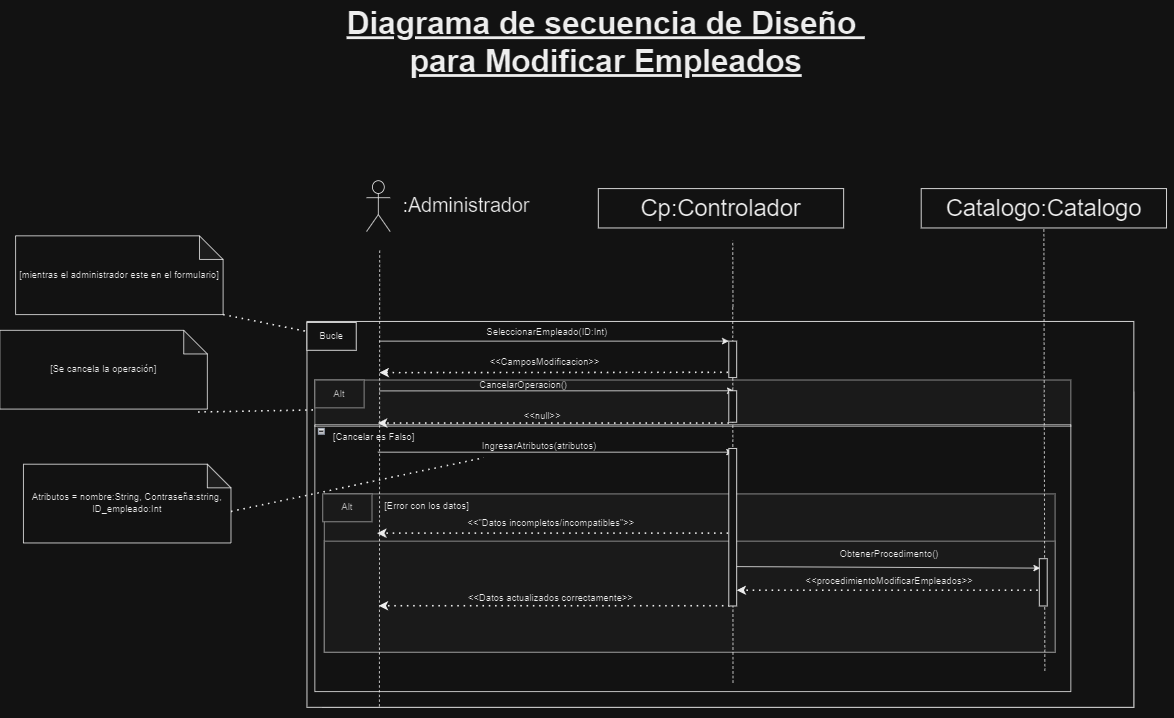 Diagrama de secuencia de Diseño
para Modificar Empleados
:Administrador
Cp:Controlador
Catalogo:Catalogo
[mientras el administrador este en el formulario]
Bucle
SeleccionarEmpleado(ID:Int)
<<CamposModificacion>>
[Se cancela la operación]
Alt
CancelarOperacion()
<<null>>
[Cancelar es Falso]
IngresarAtributos(atributos)
Atributos = nombre:String, Contraseña:string,
ID_empleado:Int
Alt
[Error con los datos]
<<"Datos incompletos/incompatibles">>
ObtenerProcedimento()
<<procedimientoModificarEmpleados>>
<<Datos actualizados correctamente>>